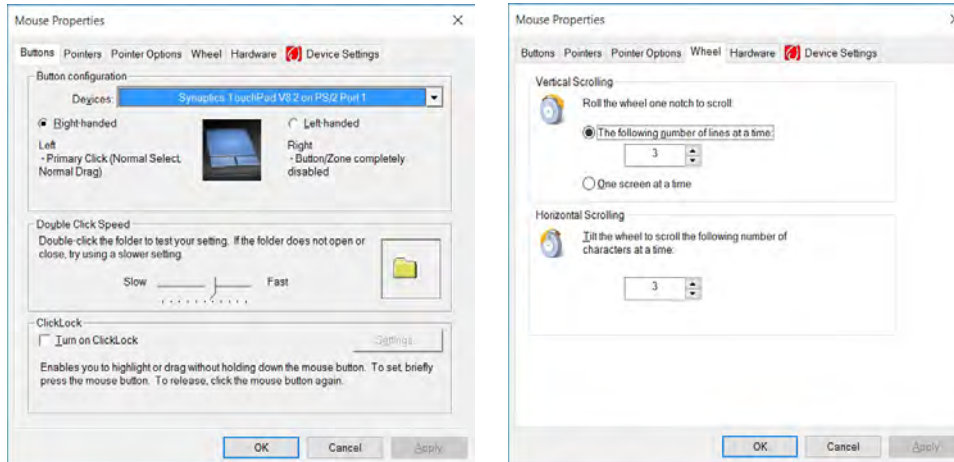 Mouse Properties
Buttons Pointers Pointer Options Wheel Hardware Device Settings
Button configuration
Devices: Synaptics TouchPad V8.2 on PS/2 Port 1
Right-handed Left-handed
Left
- Primary Click (Normal Select, Normal Drag)
Right
- Button/Zone completely disabled
Double Click Speed
Double-click the folder to test your setting. If the folder does not open or
close, try using a slower setting.
Slow Fast
ClickLock
Turn on ClickLock
Settings...
Enables you to highlight or drag without holding down the mouse button. To set, briefly
press the mouse button. To release, click the mouse button again.
OK Cancel Apply
Mouse Properties
Buttons Pointers Pointer Options Wheel Hardware Device Settings
Vertical Scrolling
Roll the wheel one notch to scroll:
The following number of lines at a time:
3
One screen at a time
Horizontal Scrolling
Tilt the wheel to scroll the following number of
characters at a time:
3
OK Cancel Apply